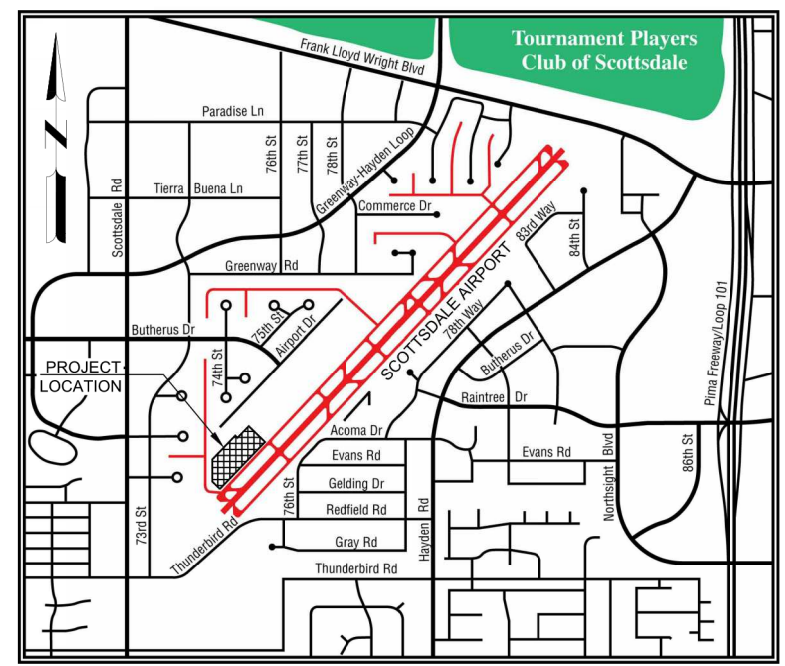 Tournament Players
Club of Scottsdale
Frank Lloyd Wright Blvd
Paradise Ln
76th St
77th St
78th St
Greenway-Hayden Loop
N
Scottsdale Rd
Tierra Buena Ln
Commerce Dr
83rd Way
84th St
Greenway Rd
SCOTTSDALE AIRPORT
Pima Freeway/Loop 101
Butherus Dr
75th St
Airport Dr
78th Way
PROJECT
LOCATION
74th St
Butherus Dr
Raintree Dr
Acoma Dr
Evans Rd
Evans Rd
Northsight Blvd
86th St
Gelding Dr
76th St
Redfield Rd
73rd St
Thunderbird Rd
Gray Rd
Hayden Rd
Thunderbird Rd